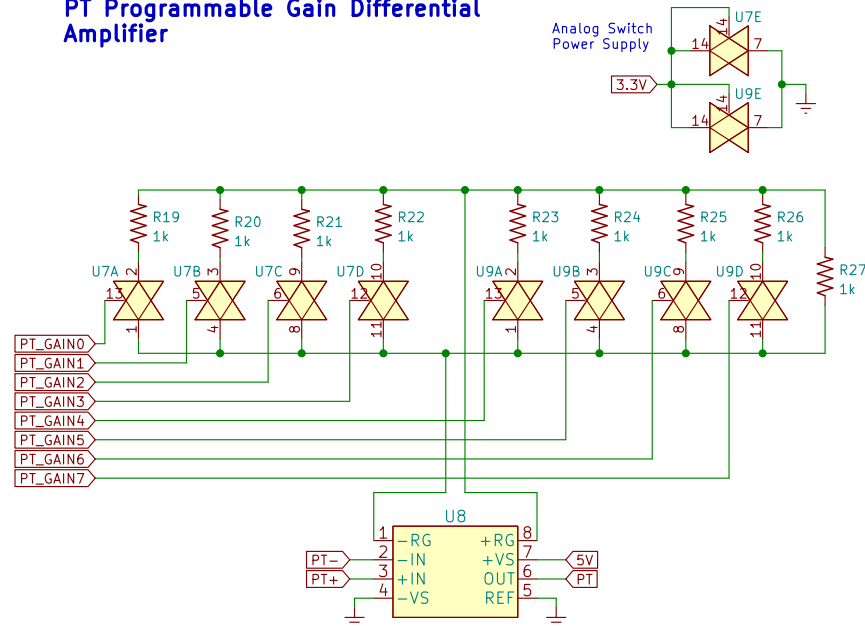 PT Programmable Gain Differential
Amplifier
Analog Switch
Power Supply
U7E
14
14
7
3.3V
U9E
14
14
7
R19
1k
R20
1k
R21
1k
R22
1k
R23
1k
R24
1k
R25
1k
R26
1k
R27
1k
U7A
2
13
1
U7B
3
5
4
U7C
9
6
8
U7D
10
12
11
U9A
2
13
1
U9B
3
5
4
U9C
9
6
8
U9D
10
12
11
PT_GAIN0
PT_GAIN1
PT_GAIN2
PT_GAIN3
PT_GAIN4
PT_GAIN5
PT_GAIN6
PT_GAIN7
U8
1 -RG +RG 8
PT- 2 -IN +VS 7 5V
PT+ 3 +IN OUT 6 PT
4 -VS REF 5